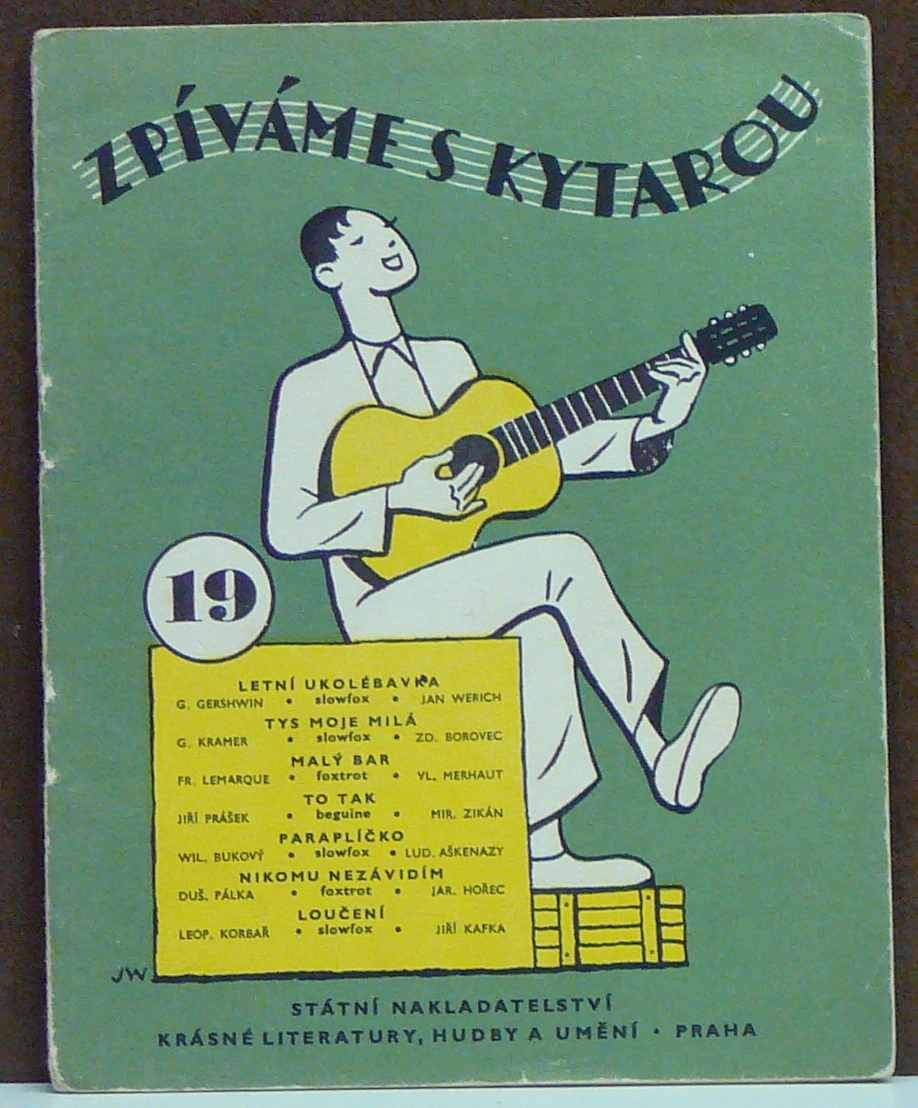 ZPÍVÁME S KYTAROU
19
LETNÍ UKOLÉBAVKA
G. GERSHWIN • slowfox • JAN WERICH
TYS MOJE MILÁ
G. KRAMER • slowfox • ZD. BOROVEC
MALÝ BAR
FR. LEMARQUE • foxtrot • VL. MERHAUT
TO TAK
JIŘÍ PRÁŠEK • beguine • MIR. ZIKÁN
PARAPLÍČKO
WIL. BUKOVÝ • slowfox • LUD. AŠKENAZY
NIKOMU NEZÁVIDÍM
DUŠ. PÁLKA • foxtrot • JAR. HOŘEC
LOUČENÍ
LEOP. KORBAŘ • slowfox • JIŘÍ KAFKA
JW
STÁTNÍ NAKLADATELSTVÍ
KRÁSNÉ LITERATURY, HUDBY A UMĚNÍ • PRAHA